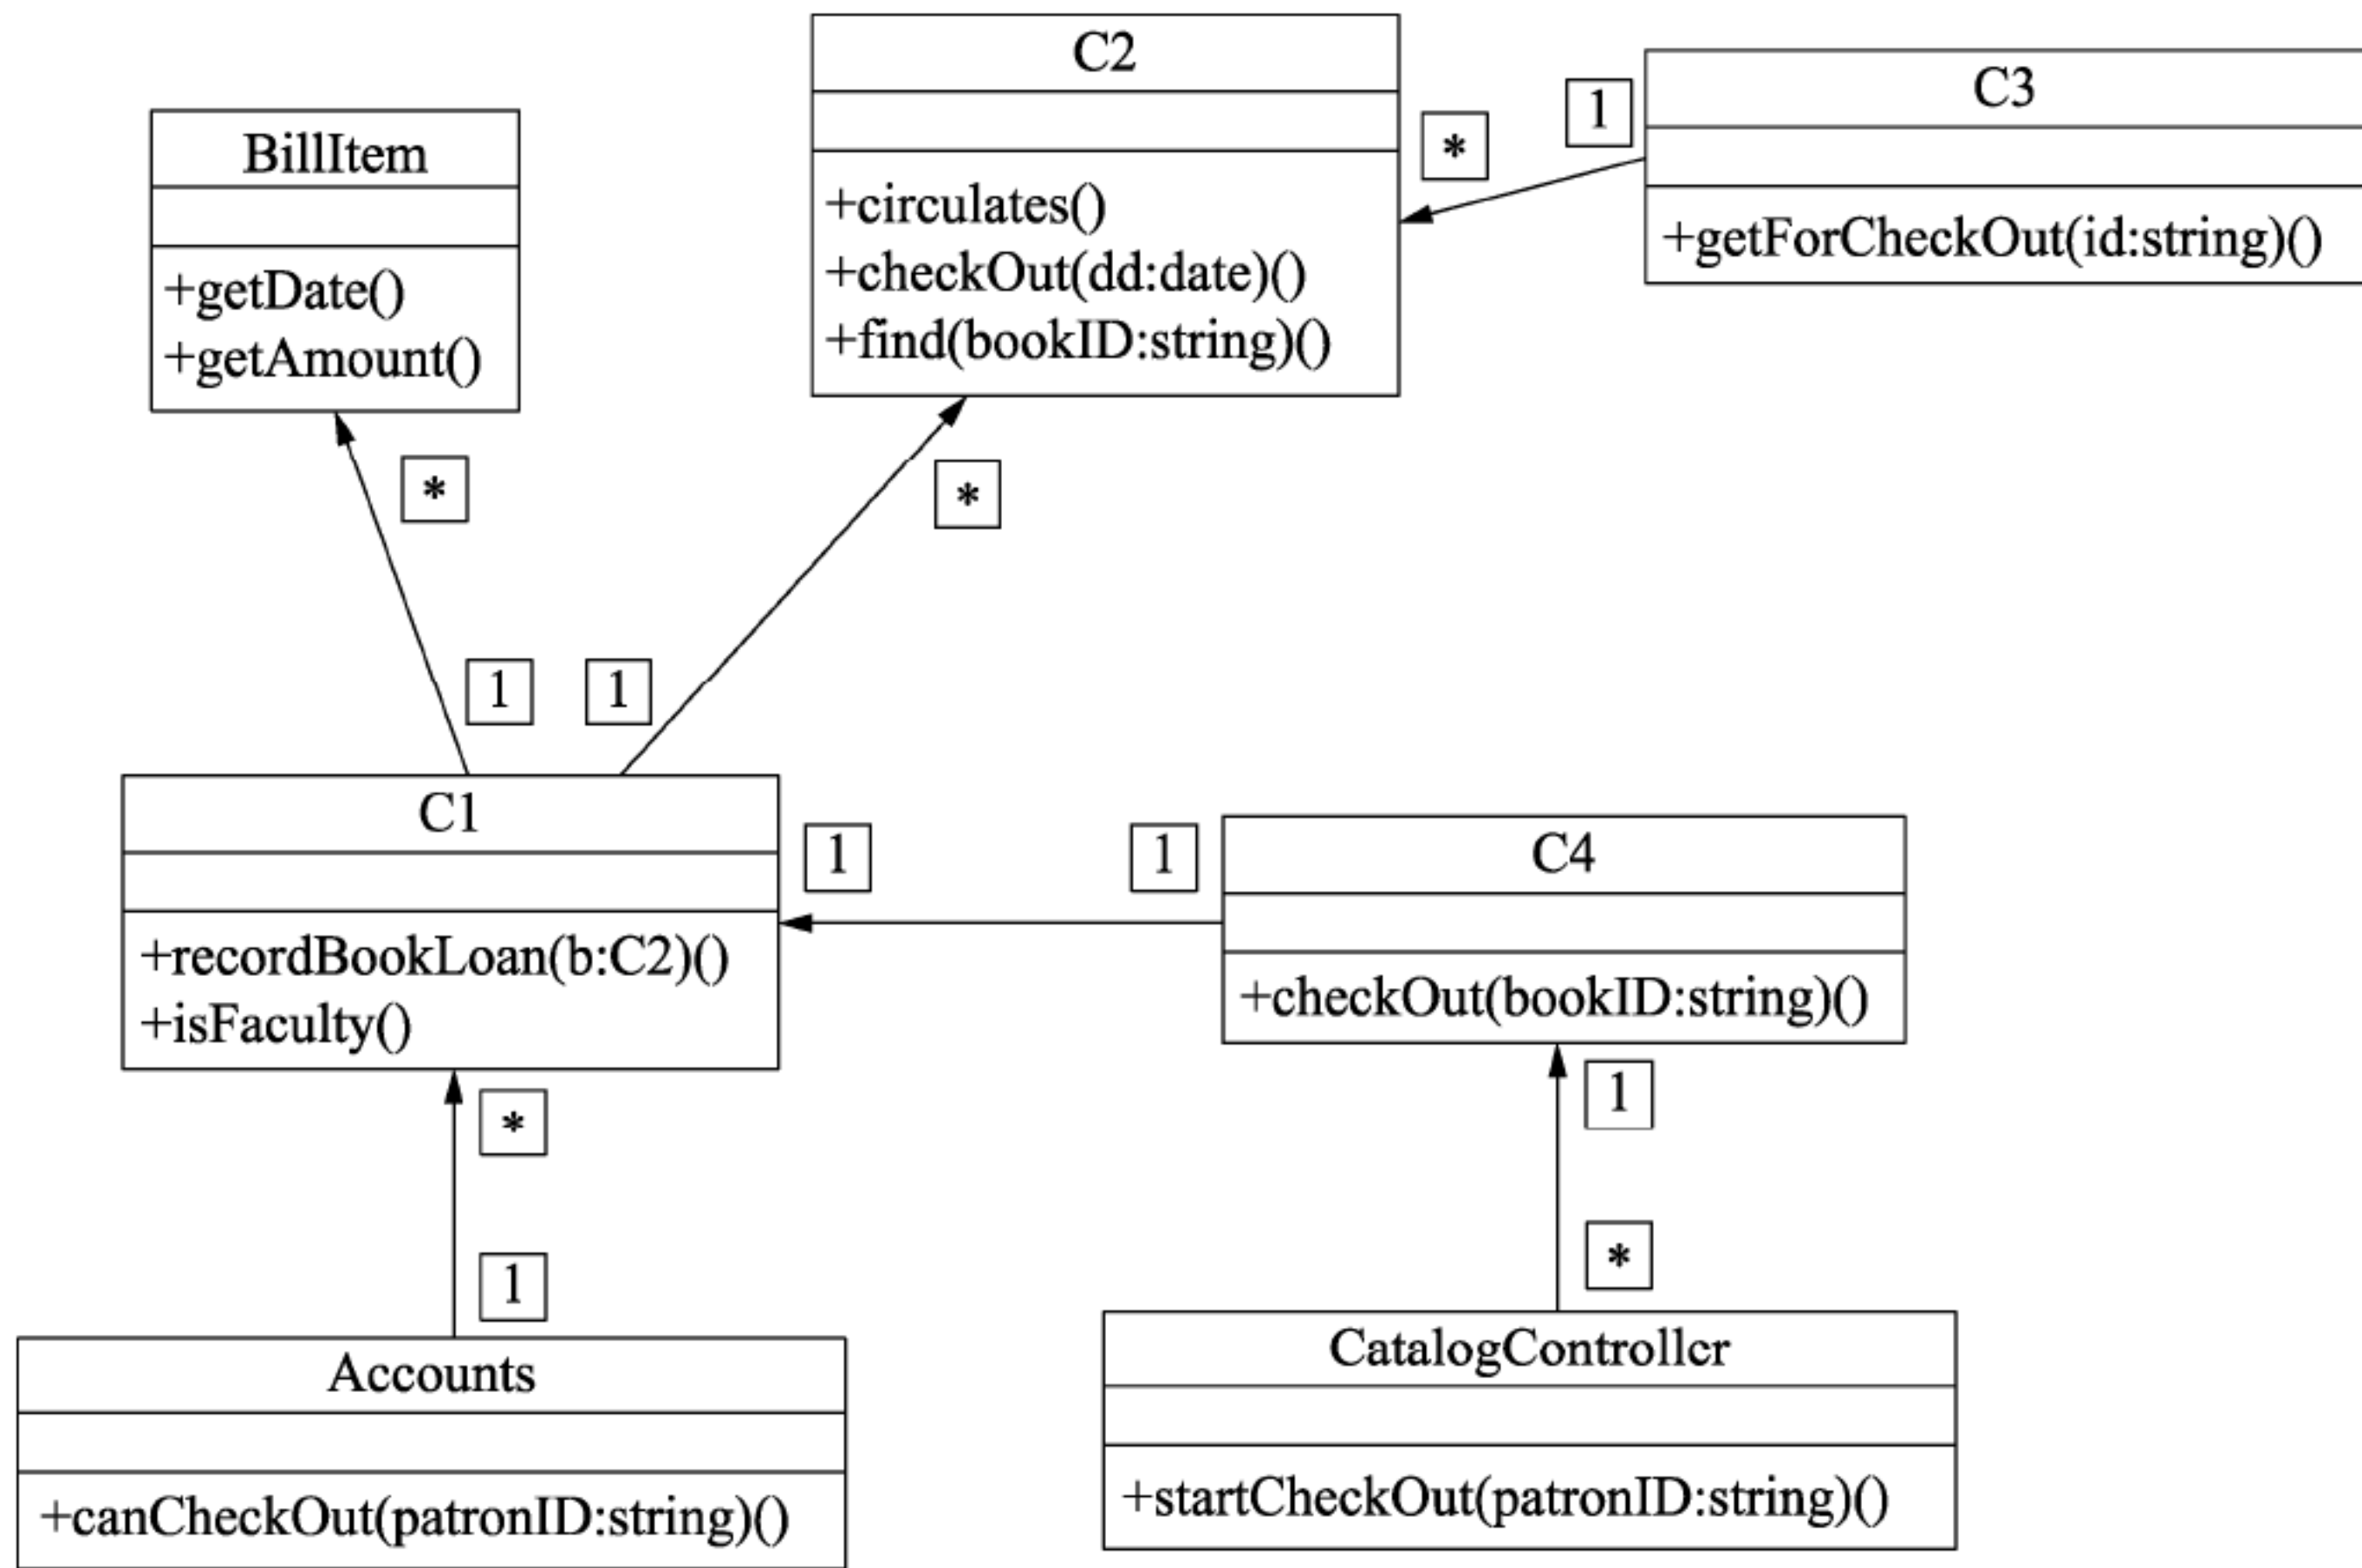 C2
+circulates()
+checkOut(dd:date)()
+find(bookID:string)()
C3
+getForCheckOut(id:string)()
1
*
BillItem
+getDate()
+getAmount()
*
*
1
1
C1
+recordBookLoan(b:C2)()
+isFaculty()
1
1
C4
+checkOut(bookID:string)()
*
1
1
*
Accounts
+canCheckOut(patronID:string)()
CatalogControllcr
+startCheckOut(patronID:string)()